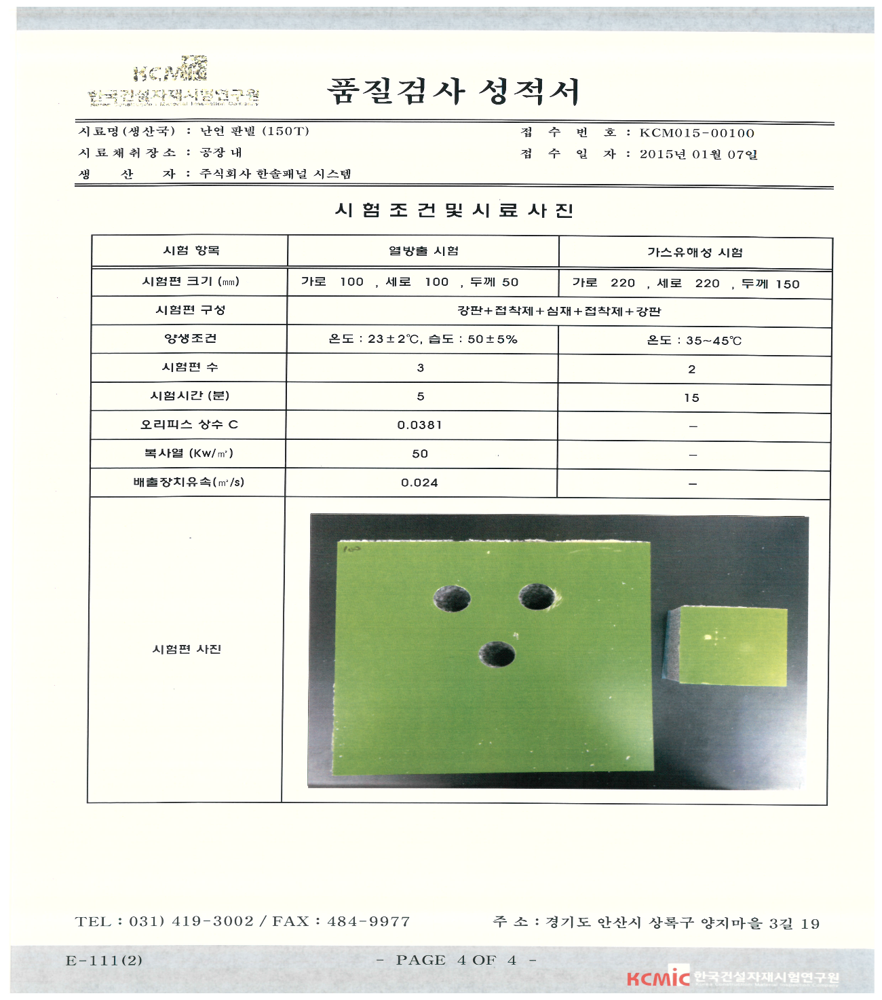 KCMIC
한국건설자재시험연구원
품질검사 성적서
시료명(생산국) : 난연 판넬 (150T)
접 수 번 호 : KCM015-00100
시료채취장소 : 공장 내
접 수 일 자 : 2015년 01월 07일
생 산 자 : 주식회사 한솔패널 시스템
시험조건및시료사진
시험 항목 열방출 시험 가스유해성 시험
시험편 크기 (㎜) 가로 100 , 세로 100 , 두께 50 가로 220 , 세로 220 , 두께 150
시험편 구성 강판+접착제+심재+접착제+강판
양생조건 온도 : 23±2℃, 습도 : 50±5% 온도 : 35~45℃
시험편 수 3 2
시험시간 (분) 5 15
오리피스 상수 C 0.0381 –
복사열 (Kw/㎡) 50 –
배출장치유속(㎥/s) 0.024 –
시험편 사진
100
TEL : 031) 419-3002 / FAX : 484-9977
주 소 : 경기도 안산시 상록구 양지마을 3길 19
E-111(2)
- PAGE 4 OF 4 -
KCMIC 한국건설자재시험연구원